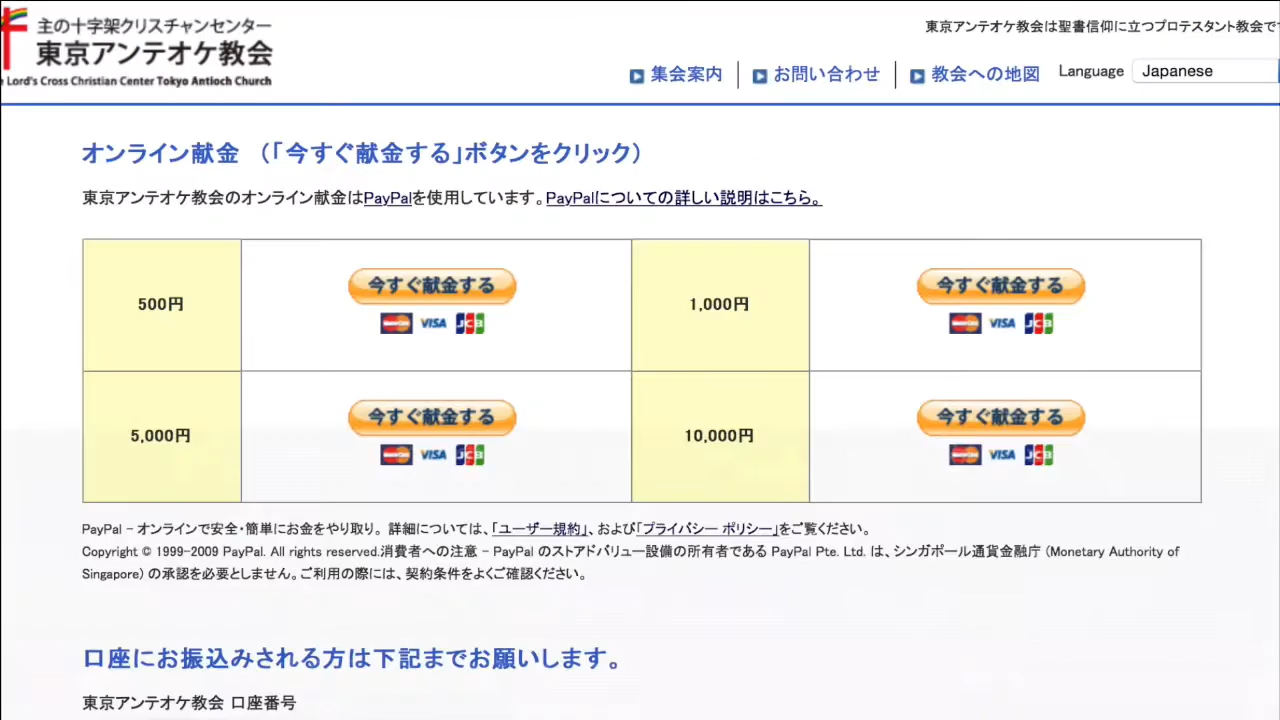 主の十字架クリスチャンセンター
東京アンテオケ教会
Lord's Cross Christian Center Tokyo Antioch Church
東京アンテオケ教会は聖書信仰に立つプロテスタント教会で
集会案内
お問い合わせ
教会への地図
Language
Japanese
オンライン献金 (「今すぐ献金する」ボタンをクリック)
東京アンテオケ教会のオンライン献金はPayPalを使用しています。PayPalについての詳しい説明はこちら。
500円
今すぐ献金する
MasterCard VISA JCB
1,000円
今すぐ献金する
MasterCard VISA JCB
5,000円
今すぐ献金する
MasterCard VISA JCB
10,000円
今すぐ献金する
MasterCard VISA JCB
PayPal - オンラインで安全・簡単にお金をやり取り。 詳細については、「ユーザー規約」、および「プライバシー ポリシー」をご覧ください。
Copyright © 1999-2009 PayPal. All rights reserved.消費者への注意 - PayPal のストアドバリュー設備の所有者である PayPal Pte. Ltd. は、シンガポール通貨金融庁 (Monetary Authority of
Singapore) の承認を必要としません。ご利用の際には、契約条件をよくご確認ください。
口座にお振込みされる方は下記までお願いします。
東京アンテオケ教会 口座番号